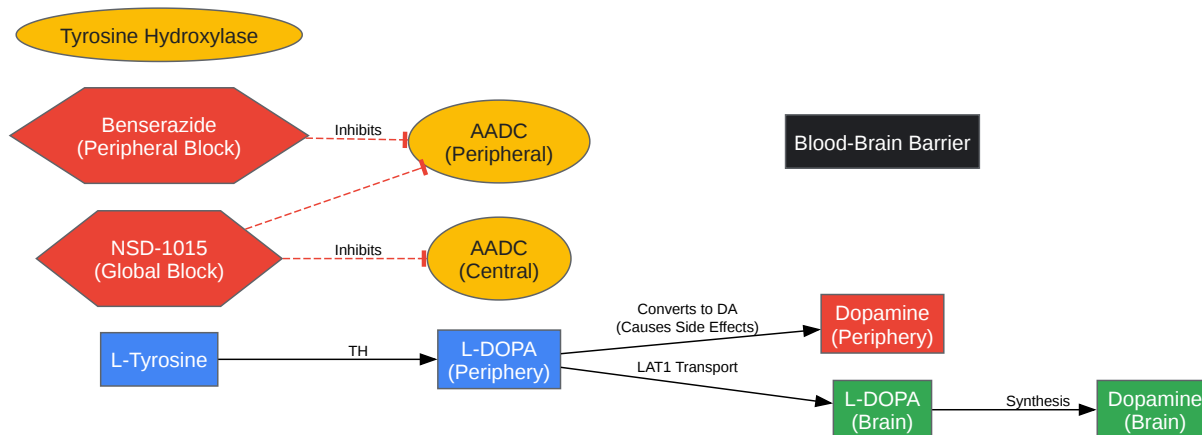 Tyrosine Hydroxylase
Benserazide
(Peripheral Block)
Inhibits
AADC
(Peripheral)
Blood-Brain Barrier
NSD-1015
(Global Block)
Inhibits
AADC
(Central)
L-Tyrosine
TH
L-DOPA
(Periphery)
Converts to DA
(Causes Side Effects)
Dopamine
(Periphery)
LAT1 Transport
L-DOPA
(Brain)
Synthesis
Dopamine
(Brain)